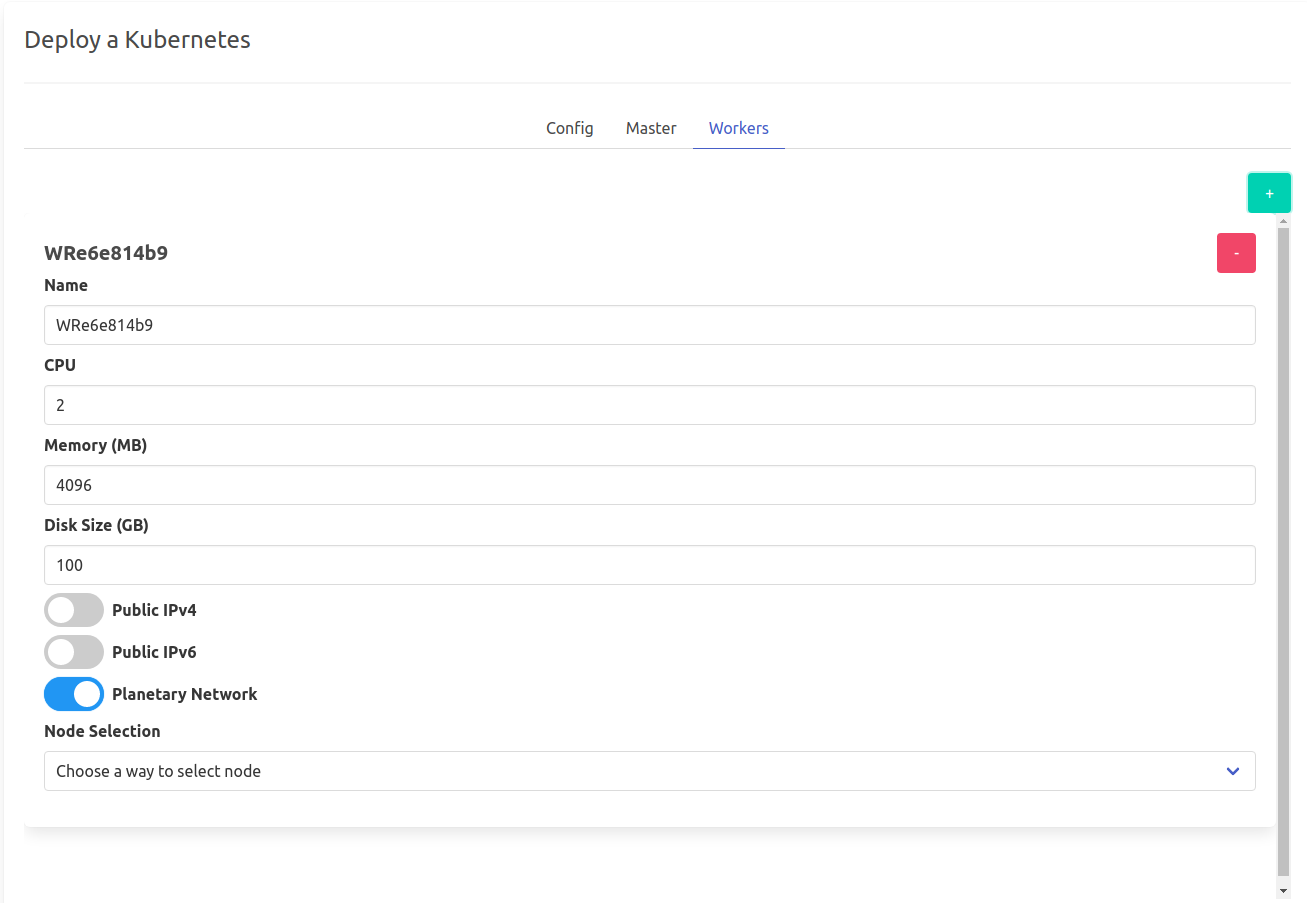 Deploy a Kubernetes
Config Master Workers
+
WRe6e814b9
-
Name
WRe6e814b9
CPU
2
Memory (MB)
4096
Disk Size (GB)
100
Public IPv4
Public IPv6
Planetary Network
Node Selection
Choose a way to select node